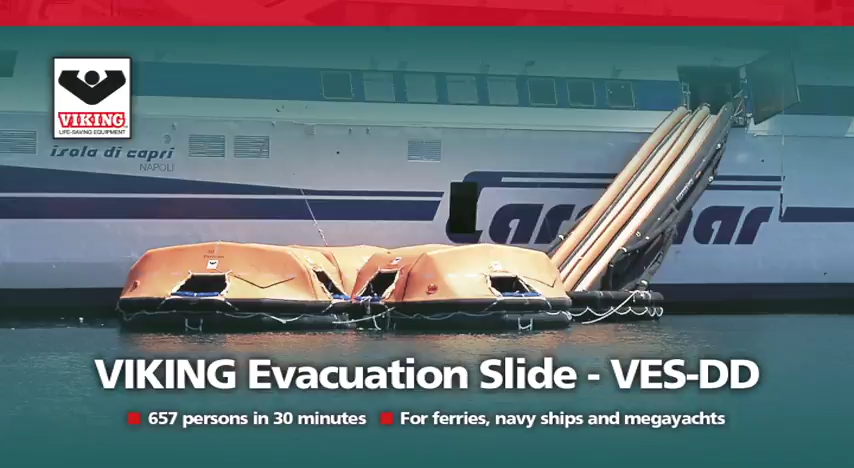 VIKING
LIFE-SAVING EQUIPMENT
isola di capri
NAPOLI
VIKING Evacuation Slide - VES-DD
657 persons in 30 minutes
For ferries, navy ships and megayachts